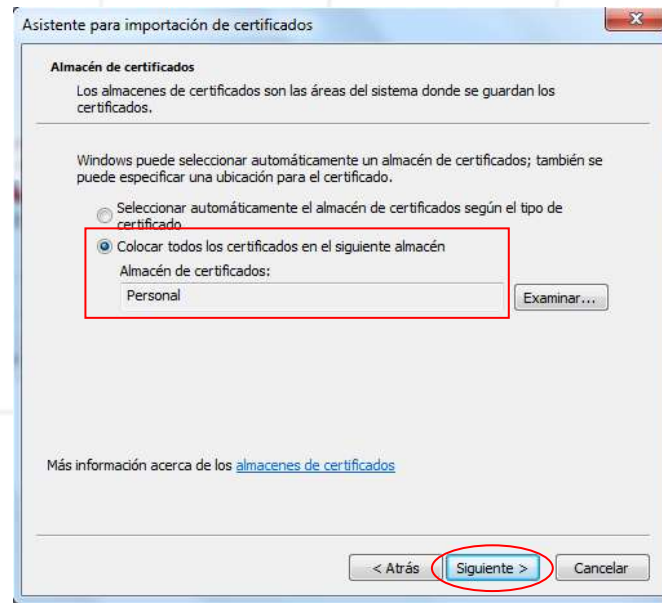 Asistente para importación de certificados
Almacén de certificados
Los almacenes de certificados son las áreas del sistema donde se guardan los
certificados.
Windows puede seleccionar automáticamente un almacén de certificados; también se
puede especificar una ubicación para el certificado.
Seleccionar automáticamente el almacén de certificados según el tipo de
certificado
Colocar todos los certificados en el siguiente almacén
Almacén de certificados:
Personal
Examinar...
Más información acerca de los almacenes de certificados
< Atrás
Siguiente >
Cancelar